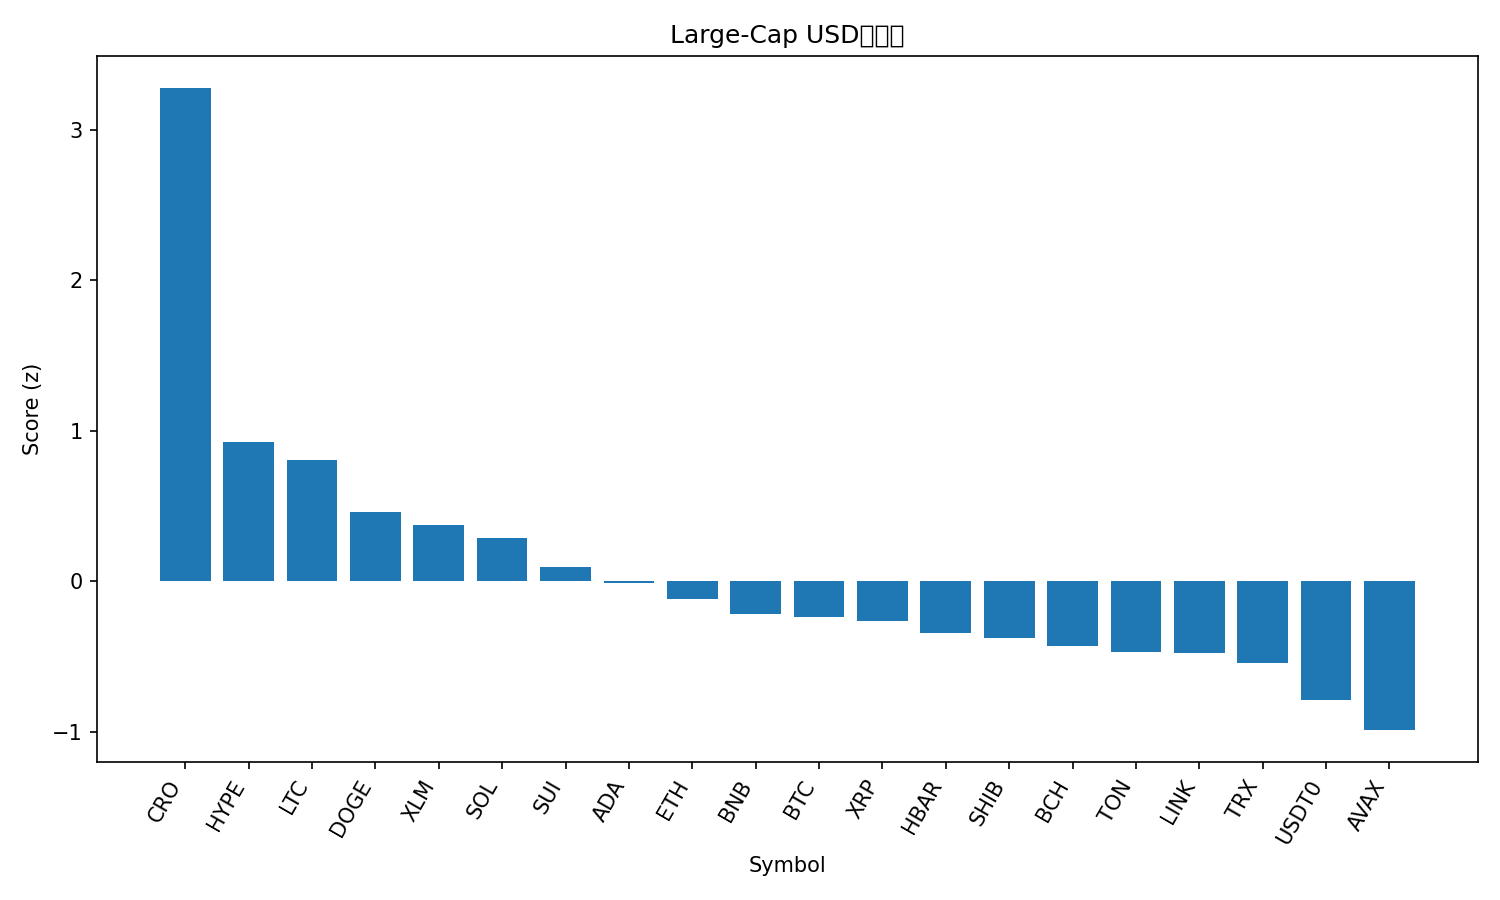 Large-Cap USD
Score (z)
3
2
1
0
−1
CRO
HYPE
LTC
DOGE
XLM
SOL
SUI
ADA
ETH
BNB
BTC
XRP
HBAR
SHIB
BCH
TON
LINK
TRX
USDT0
AVAX
Symbol